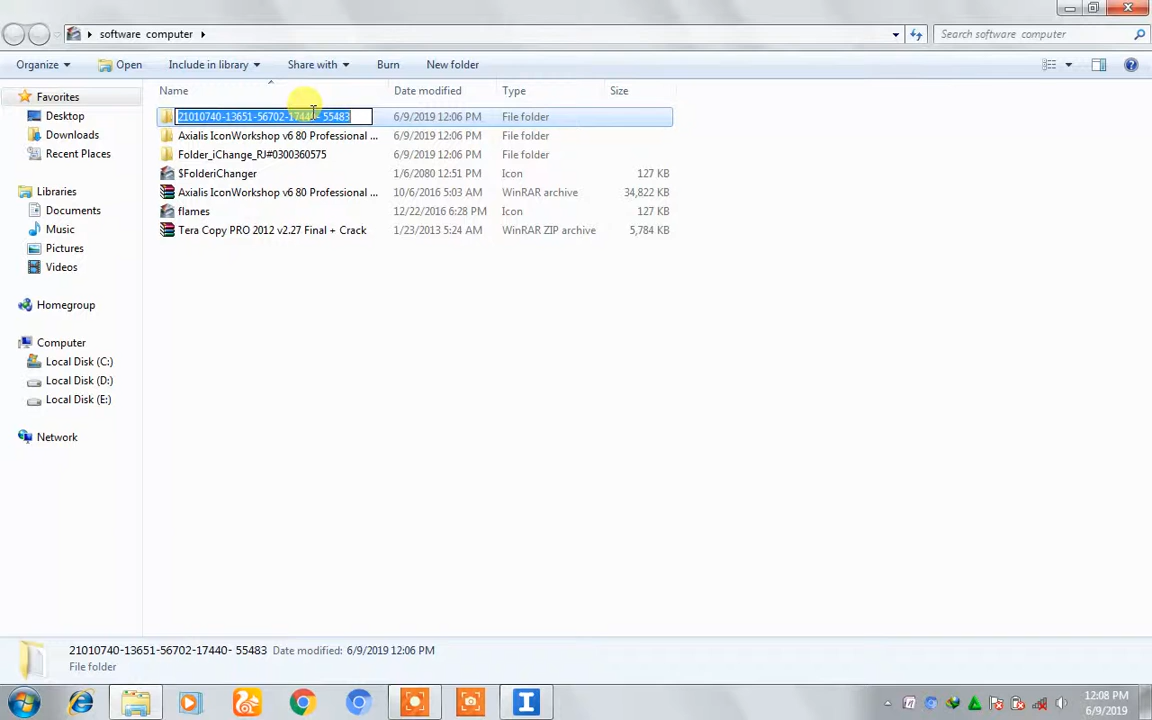 software computer
Search software computer
Organize Open Include in library Share with Burn New folder
Name Date modified Type Size
Favorites
Desktop
Downloads
Recent Places
Libraries
Documents
Music
Pictures
Videos
Homegroup
Computer
Local Disk (C:)
Local Disk (D:)
Local Disk (E:)
Network
21010740-13651-56702-17440- 55483 6/9/2019 12:06 PM File folder
Axialis IconWorkshop v6 80 Professional ... 6/9/2019 12:06 PM File folder
Folder_iChange_RJ#0300360575 6/9/2019 12:06 PM File folder
$FolderiChanger 1/6/2080 12:51 PM Icon 127 KB
Axialis IconWorkshop v6 80 Professional ... 10/6/2016 5:03 AM WinRAR archive 34,822 KB
flames 12/22/2016 6:28 PM Icon 127 KB
Tera Copy PRO 2012 v2.27 Final + Crack 1/23/2013 5:24 AM WinRAR ZIP archive 5,784 KB
21010740-13651-56702-17440- 55483 Date modified: 6/9/2019 12:06 PM
File folder
12:08 PM
6/9/2019